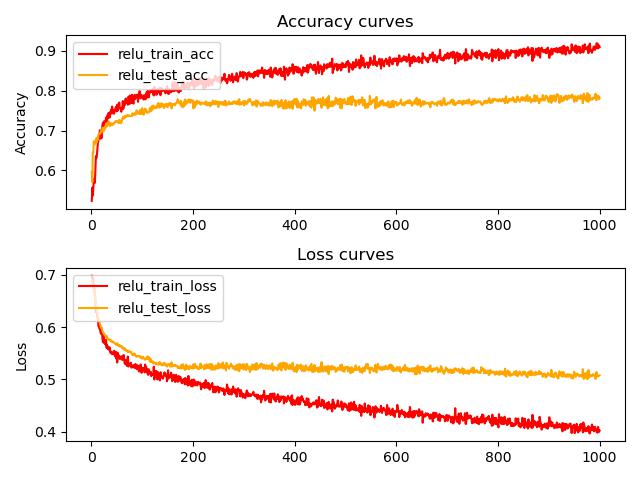 Accuracy curves
relu_train_acc
relu_test_acc
Accuracy
0.9
0.8
0.7
0.6
0 200 400 600 800 1000
Loss curves
relu_train_loss
relu_test_loss
Loss
0.7
0.6
0.5
0.4
0 200 400 600 800 1000